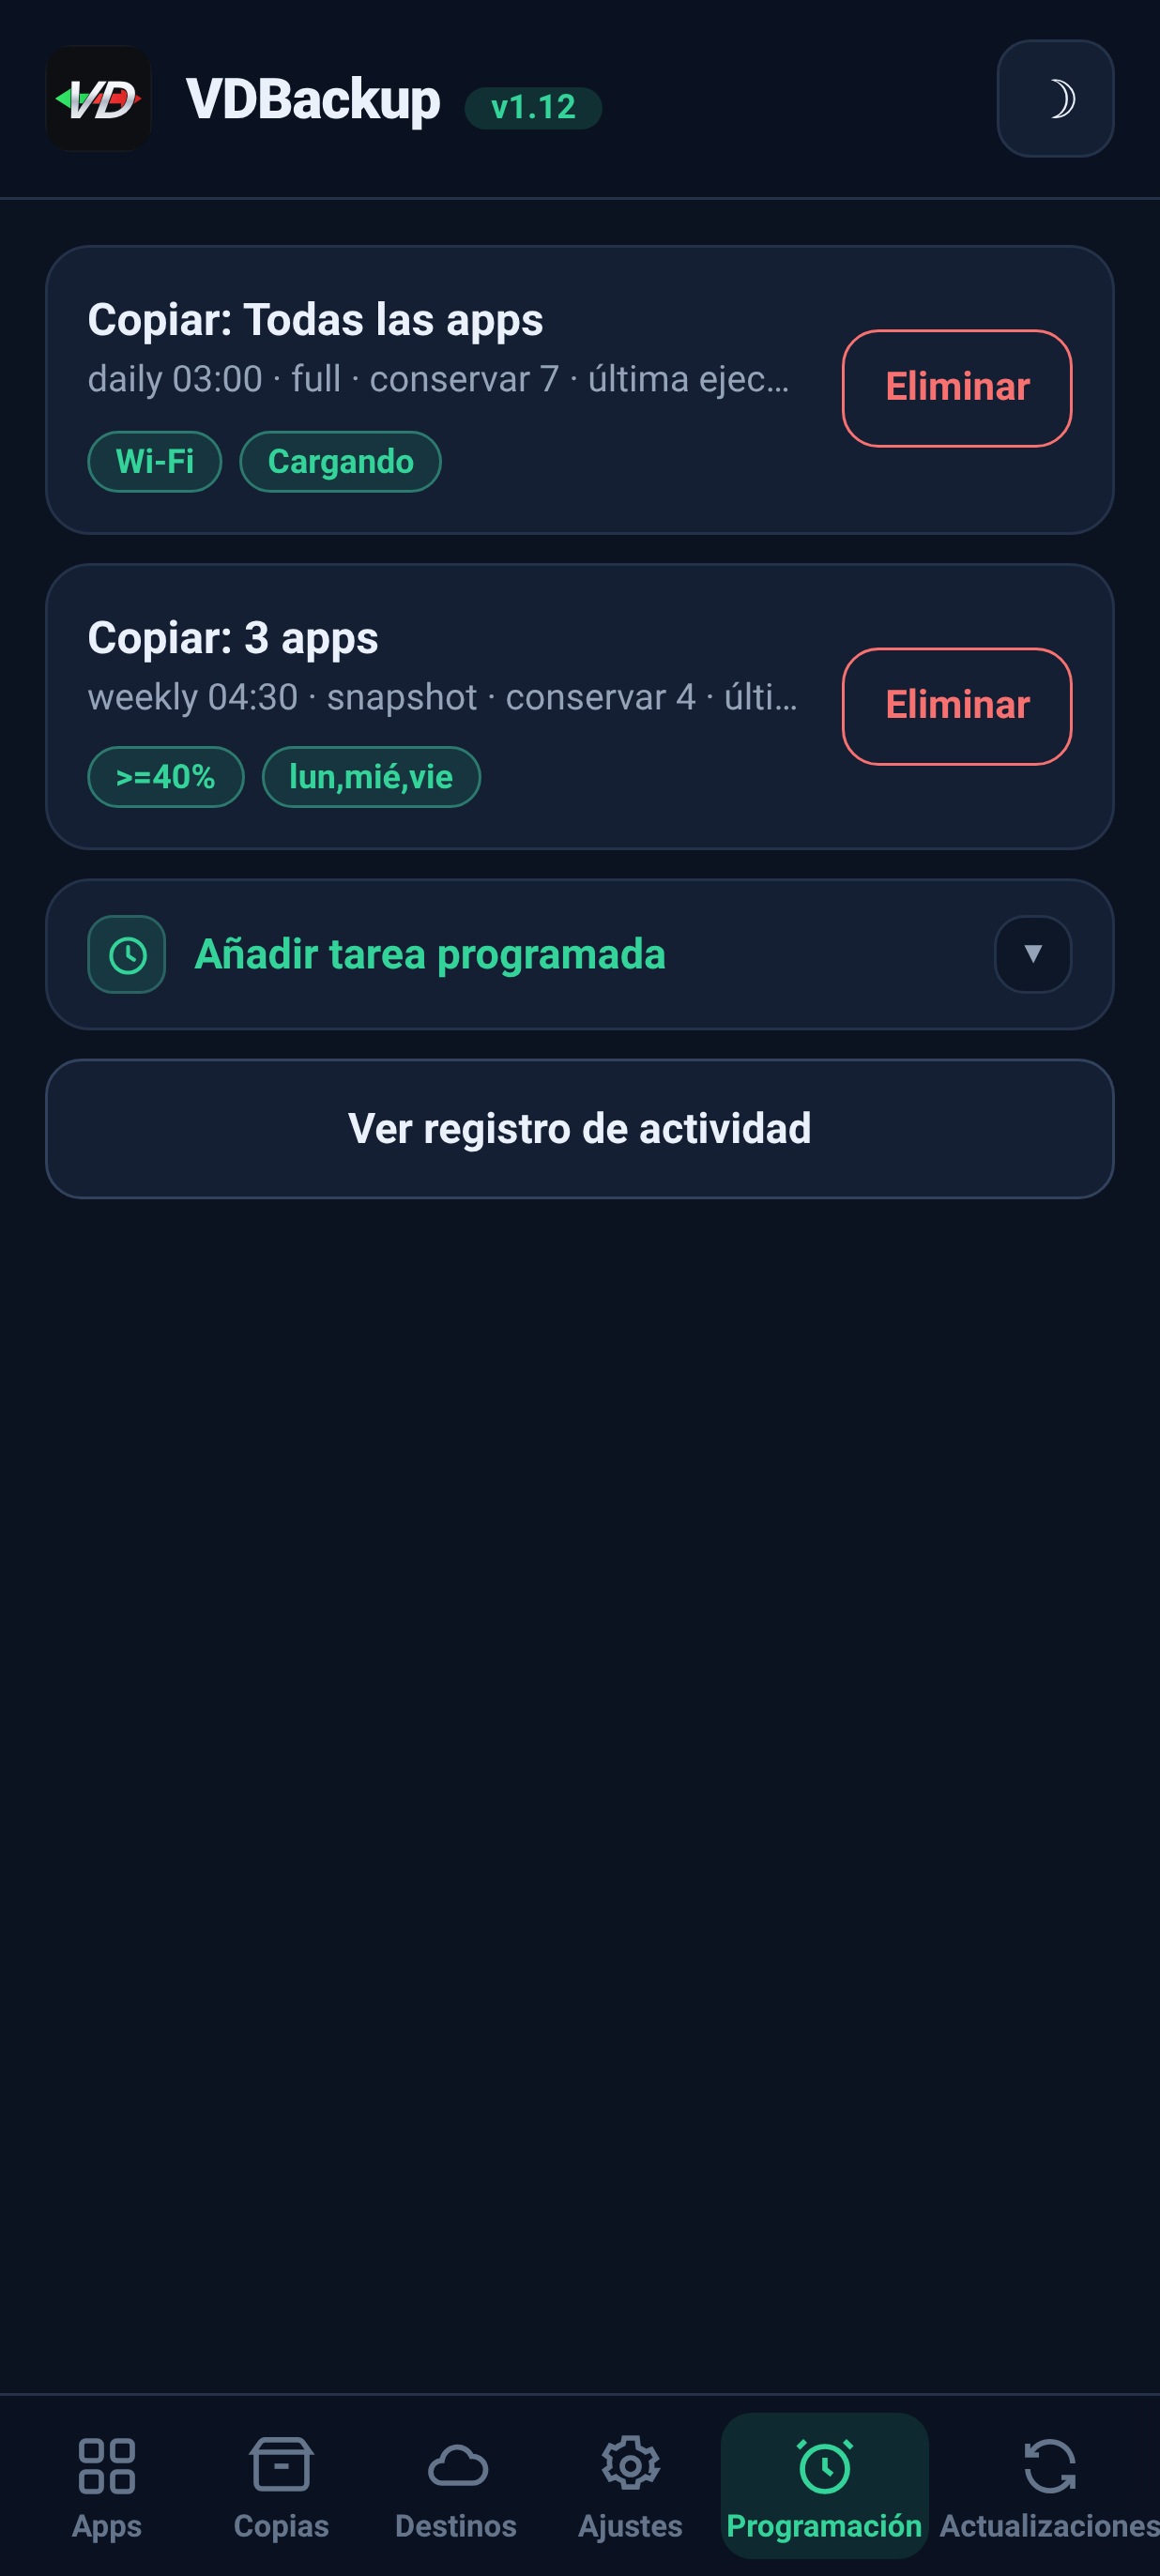 VD
VDBackup v1.12
Copiar: Todas las apps
daily 03:00 · full · conservar 7 · última ejec...
Eliminar
Wi-Fi Cargando
Copiar: 3 apps
weekly 04:30 · snapshot · conservar 4 · últi...
Eliminar
>=40% lun,mié,vie
Añadir tarea programada
Ver registro de actividad
Apps Copias Destinos Ajustes Programación Actualizaciones